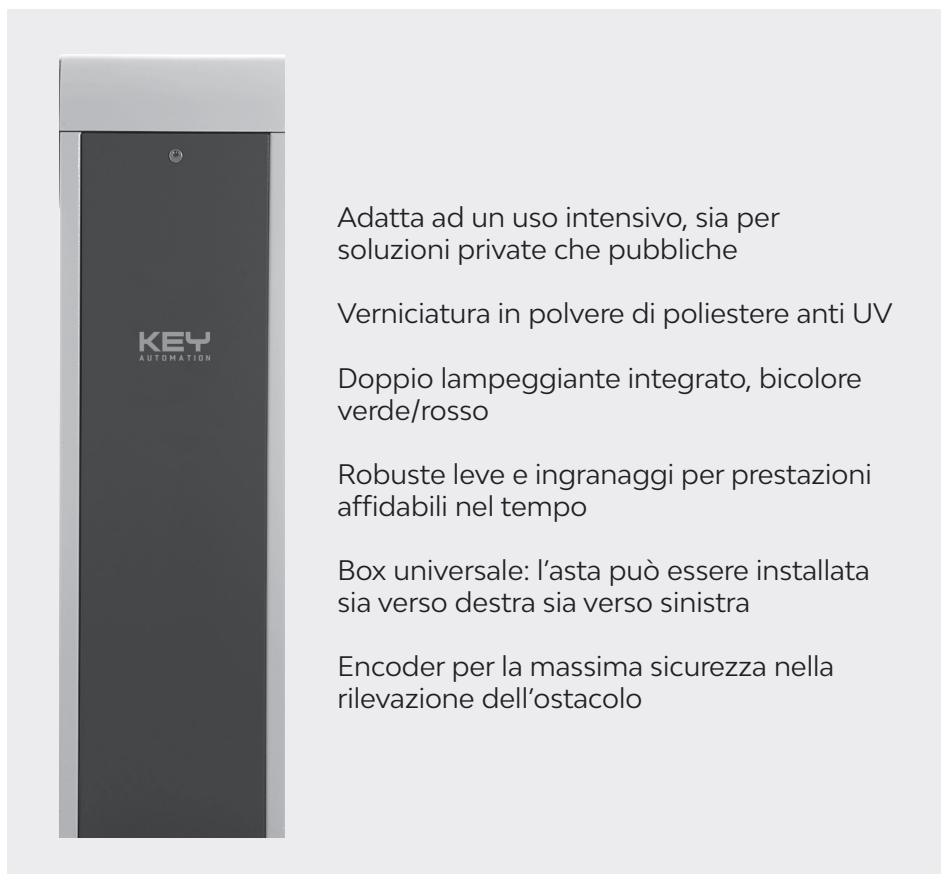 KEY
AUTOMATION
Adatta ad un uso intensivo, sia per
soluzioni private che pubbliche
Verniciatura in polvere di poliestere anti UV
Doppio lampeggiante integrato, bicolore
verde/rosso
Robuste leve e ingranaggi per prestazioni
affidabili nel tempo
Box universale: l'asta può essere installata
sia verso destra sia verso sinistra
Encoder per la massima sicurezza nella
rilevazione dell'ostacolo